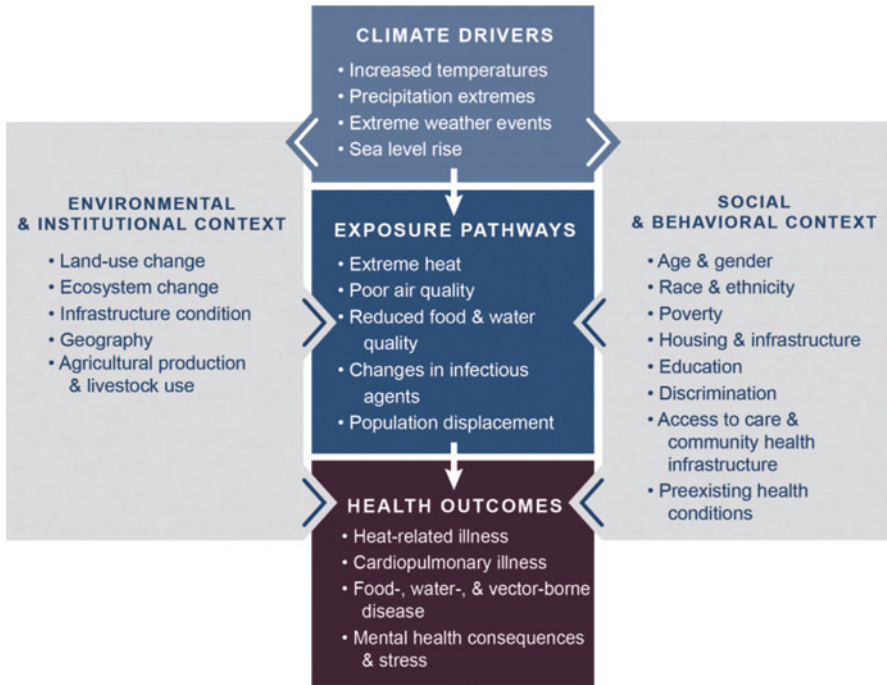 CLIMATE DRIVERS
• Increased temperatures
• Precipitation extremes
• Extreme weather events
• Sea level rise
ENVIRONMENTAL
& INSTITUTIONAL CONTEXT
• Land-use change
• Ecosystem change
• Infrastructure condition
• Geography
• Agricultural production
& livestock use
EXPOSURE PATHWAYS
• Extreme heat
• Poor air quality
• Reduced food & water
quality
• Changes in infectious
agents
• Population displacement
SOCIAL
& BEHAVIORAL CONTEXT
• Age & gender
• Race & ethnicity
• Poverty
• Housing & infrastructure
• Education
• Discrimination
• Access to care &
community health
infrastructure
• Preexisting health
conditions
HEALTH OUTCOMES
• Heat-related illness
• Cardiopulmonary illness
• Food-, water-, & vector-borne
disease
• Mental health consequences
& stress